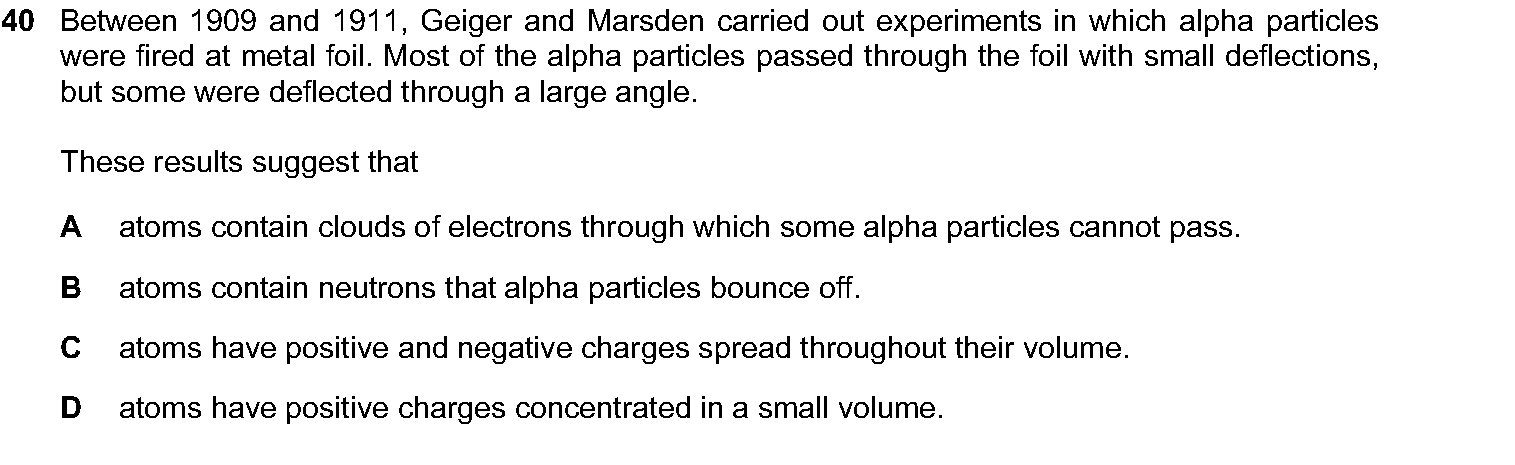 40 Between 1909 and 1911, Geiger and Marsden carried out experiments in which alpha particles
were fired at metal foil. Most of the alpha particles passed through the foil with small deflections,
but some were deflected through a large angle.
These results suggest that
A atoms contain clouds of electrons through which some alpha particles cannot pass.
B atoms contain neutrons that alpha particles bounce off.
C atoms have positive and negative charges spread throughout their volume.
D atoms have positive charges concentrated in a small volume.